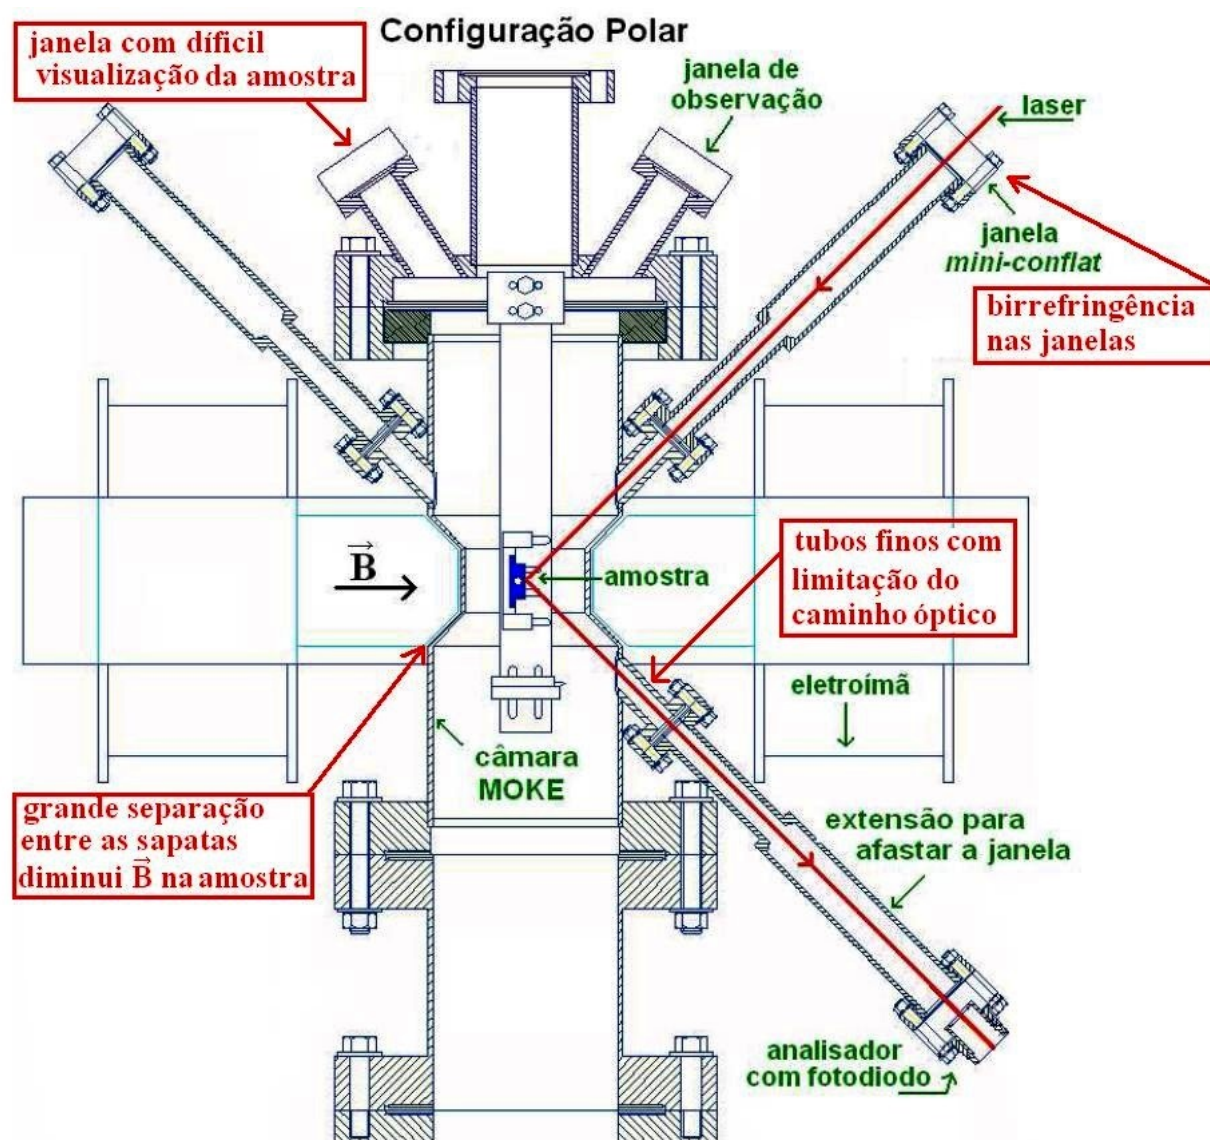 Configuração Polar
janela com díficil
visualização da amostra
janela de
observação
laser
janela
mini-conflat
birrefringência
nas janelas
B
amostra
tubos finos com
limitação do
caminho óptico
eletroímã
câmara
MOKE
grande separação
entre as sapatas
diminui B na amostra
extensão para
afastar a janela
analisador
com fotodiodo